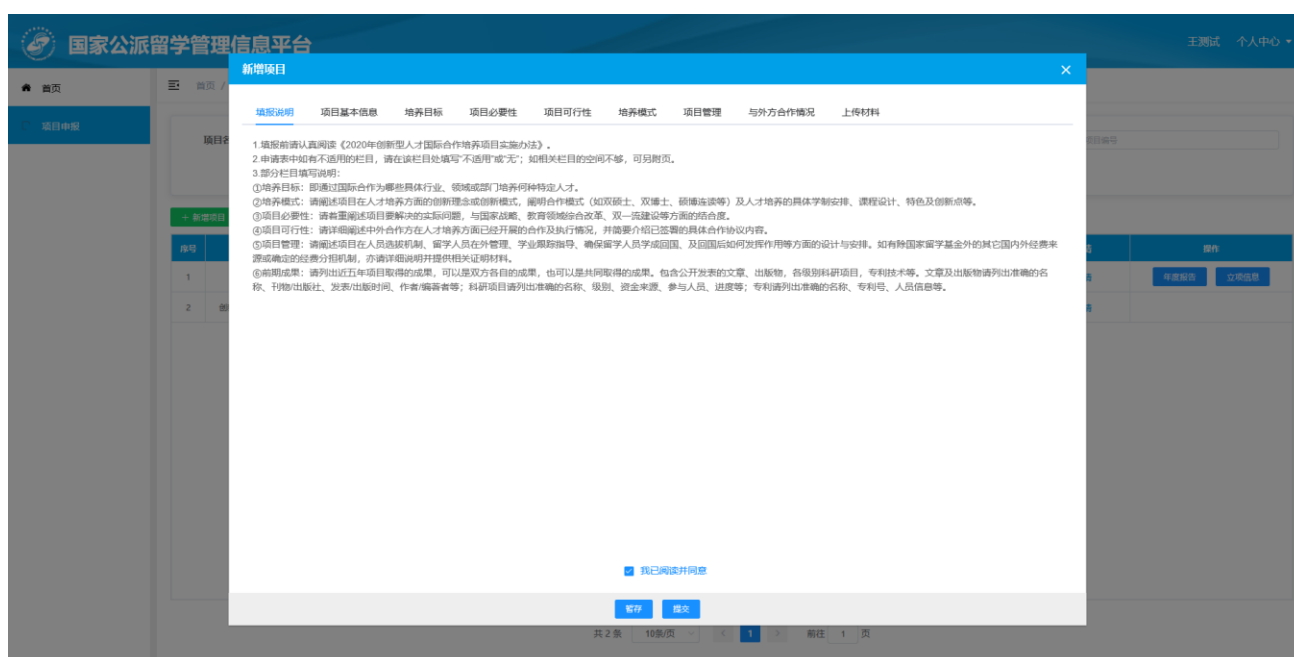 国家公派留学管理信息平台
王测试 个人中心
新增项目
首页
首页 /
项目申报
填报说明 项目基本信息 培养目标 项目必要性 项目可行性 培养模式 项目管理 与外方合作情况 上传材料
项目名
项目编号
1.填报前请认真阅读《2020年创新型人才国际合作培养项目实施办法》。
2.申请表中如有不适用的栏目，请在该栏目处填写"不适用"或"无"；如相关栏目的空间不够，可另附页。
3.部分栏目填写说明：
①培养目标：即通过国际合作为哪些具体行业、领域或部门培养何种特定人才。
②培养模式：请阐述项目在人才培养方面的创新理念或创新模式，阐明合作模式（如双硕士、双博士、硕博连读等）及人才培养的具体学制安排、课程设计、特色及创新点等。
③项目必要性：请着重阐述项目要解决的实际问题，与国家战略、教育领域综合改革、双一流建设等方面的结合度。
④项目可行性：请详细阐述中外合作方在人才培养方面已经开展的合作及执行情况，并简要介绍已签署的具体合作协议内容。
⑤项目管理：请阐述项目在人员选拔机制、留学人员在外管理、学业跟踪指导、确保留学人员学成回国、及回国后如何发挥作用等方面的设计与安排。如有除国家留学基金外的其它国内外经费来
源或确定的经费分担机制，亦请详细说明并提供相关证明材料。
⑥前期成果：请列出近五年项目取得的成果，可以是双方各自的成果，也可以是共同取得的成果。包含公开发表的文章、出版物，各级别科研项目，专利技术等。文章及出版物请列出准确的名
称、刊物/出版社、发表/出版时间、作者/编著者等；科研项目请列出准确的名称、级别、资金来源、参与人员、进度等；专利请列出准确的名称、专利号、人员信息等。
+ 新增项目
序号
操作
1
年度报告 立项信息
2 创
我已阅读并同意
暂存 提交
共 2 条 10条/页 < 1 > 前往 1 页